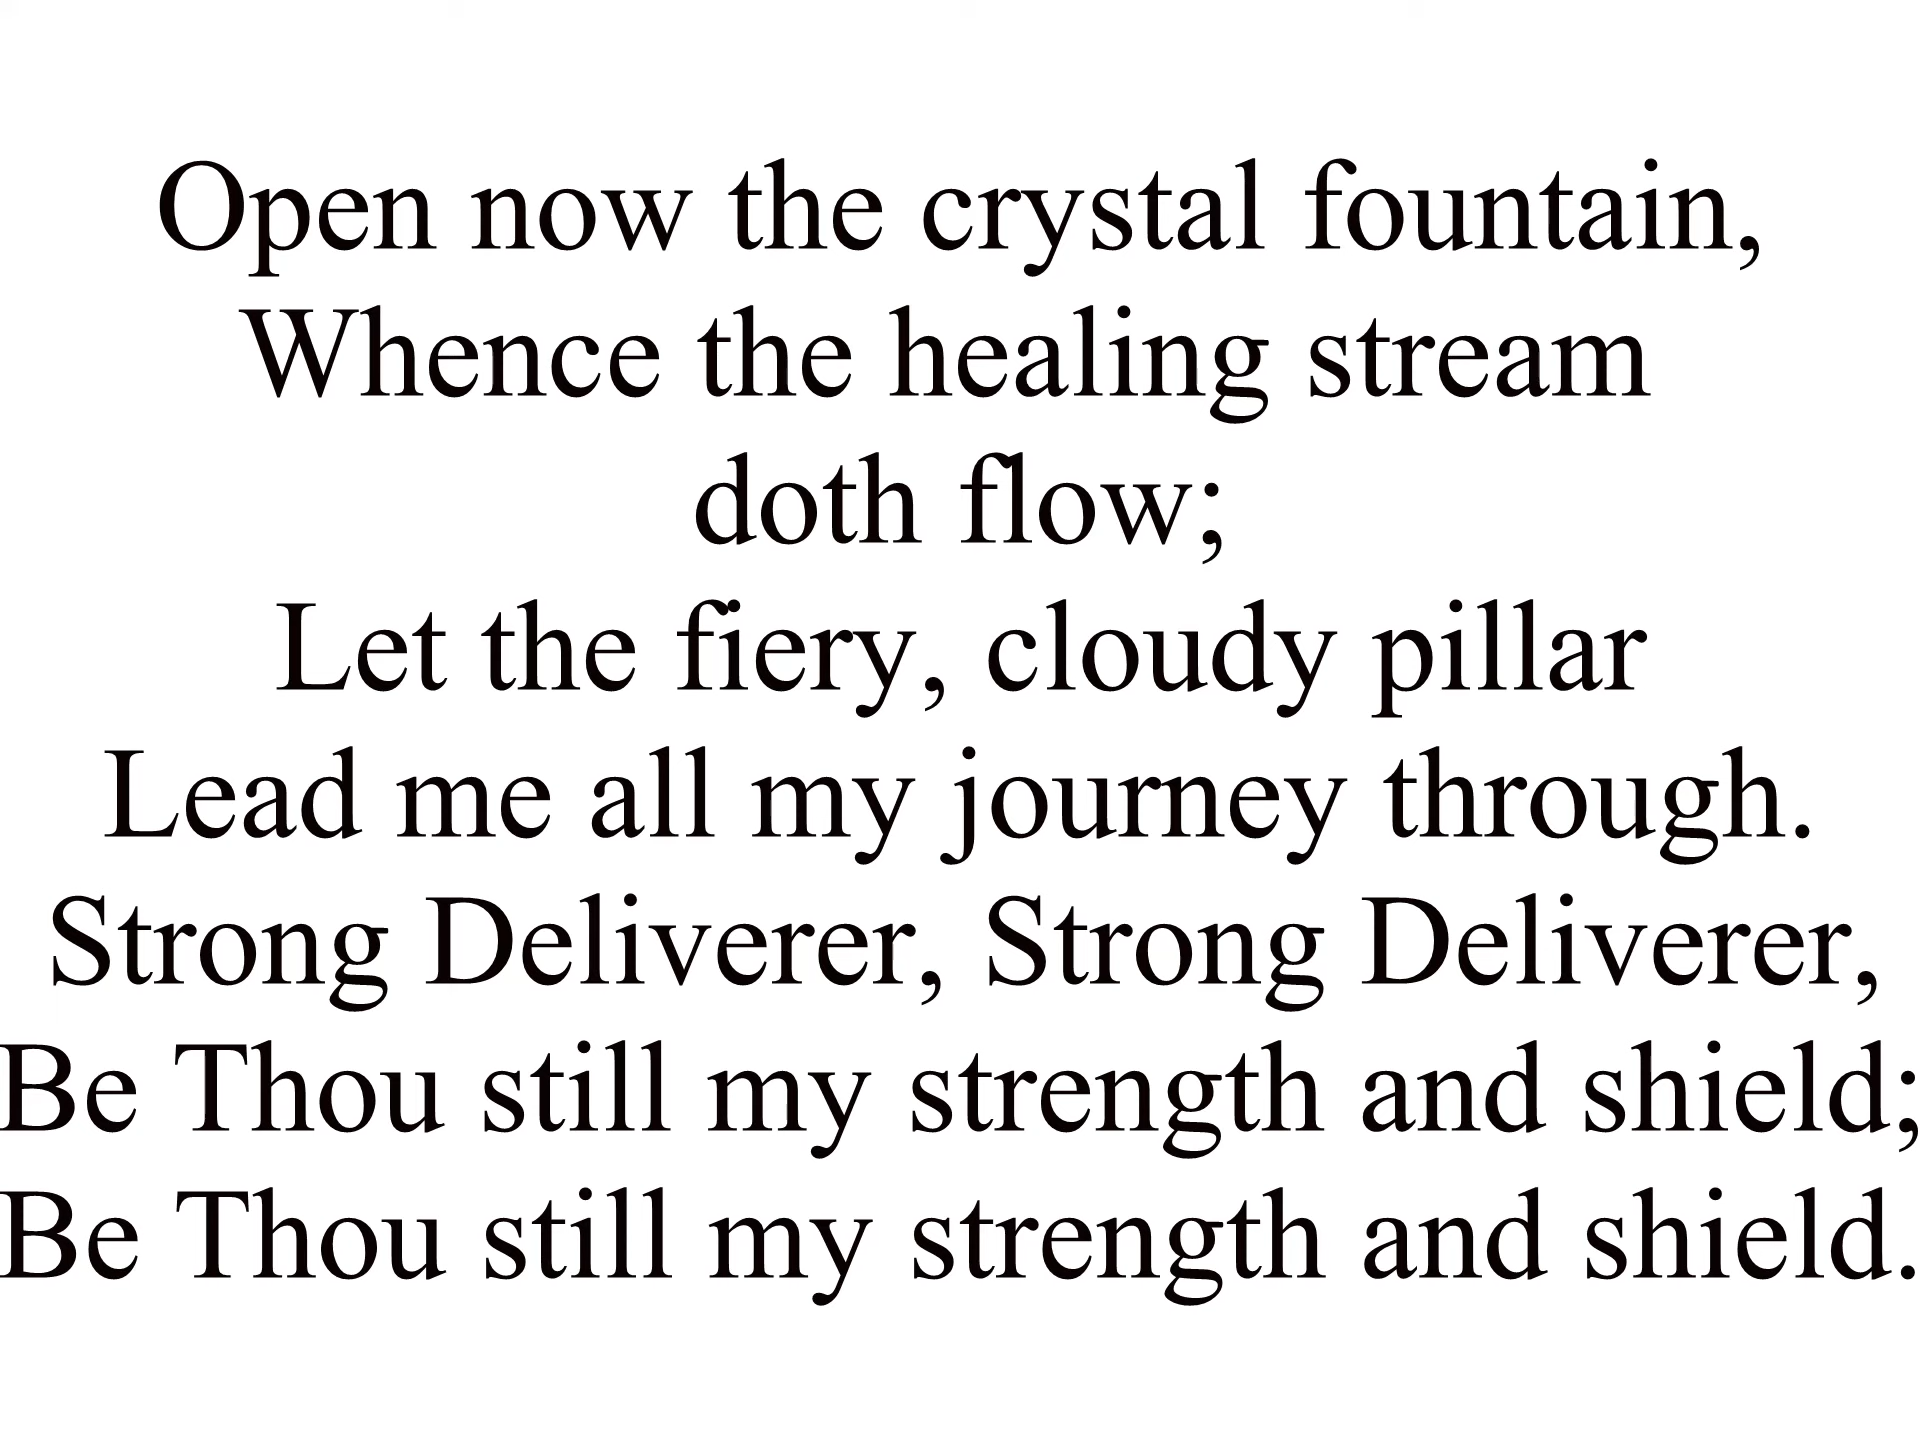 Open now the crystal fountain,
Whence the healing stream
doth flow;
Let the fiery, cloudy pillar
Lead me all my journey through.
Strong Deliverer, Strong Deliverer,
Be Thou still my strength and shield;
Be Thou still my strength and shield.